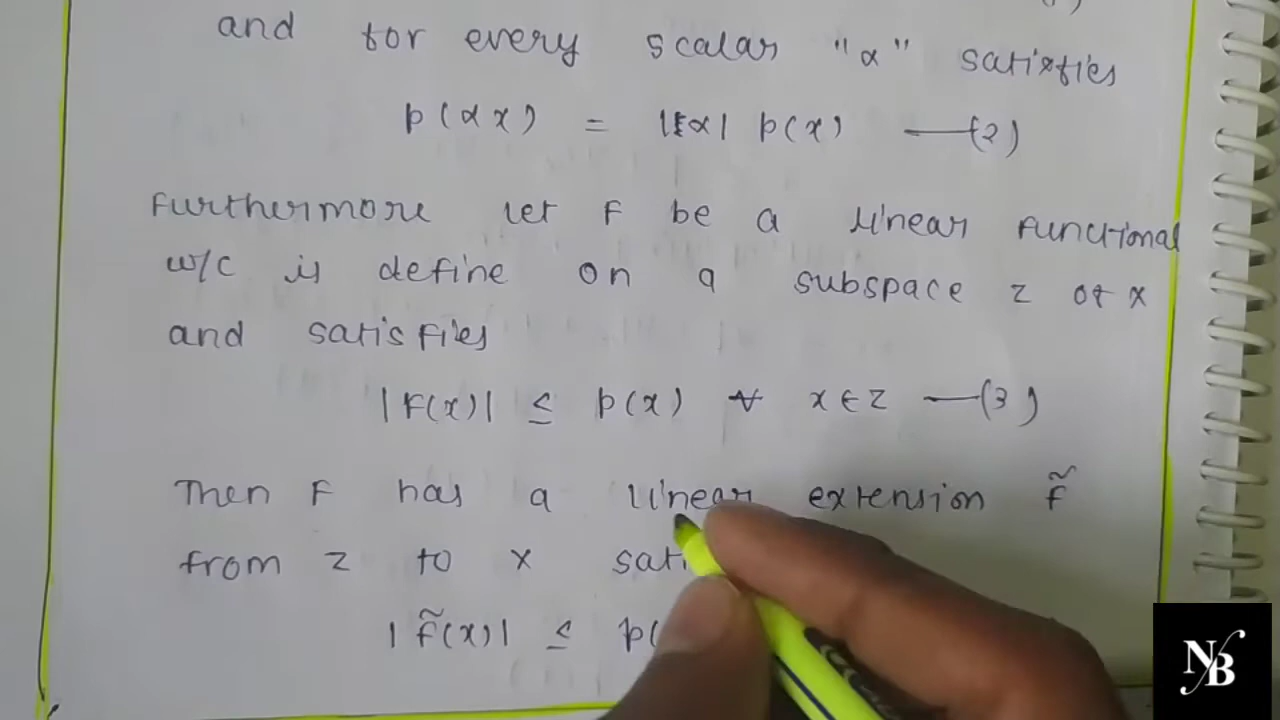 and for every scalar "α" satisfies
p(αx) = |α| p(x) —(2)
Furthermore let F be a linear functional
w/c is define on a subspace Z of X
and satisfies
|F(x)| ≤ p(x) ∀ x ∈ Z —(3)
Then F has a linear extension f̃
from Z to X
|f̃(x)| ≤ p(
NB